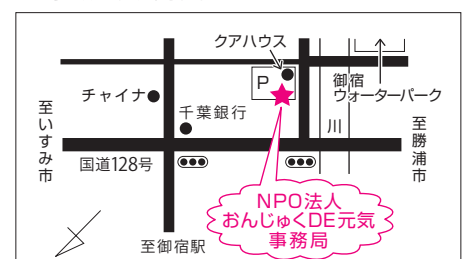 クアハウス
P
御宿
ウォーターパーク
チャイナ
千葉銀行
川
至いすみ市
至勝浦市
国道128号
NPO法人
おんじゅくDE元気
事務局
至御宿駅